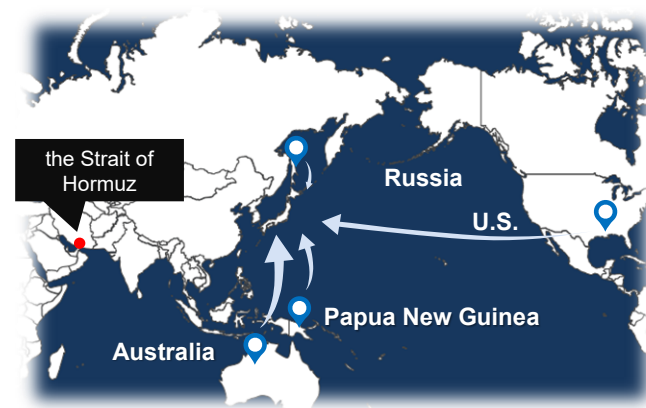 the Strait of
Hormuz
Russia
U.S.
Papua New Guinea
Australia